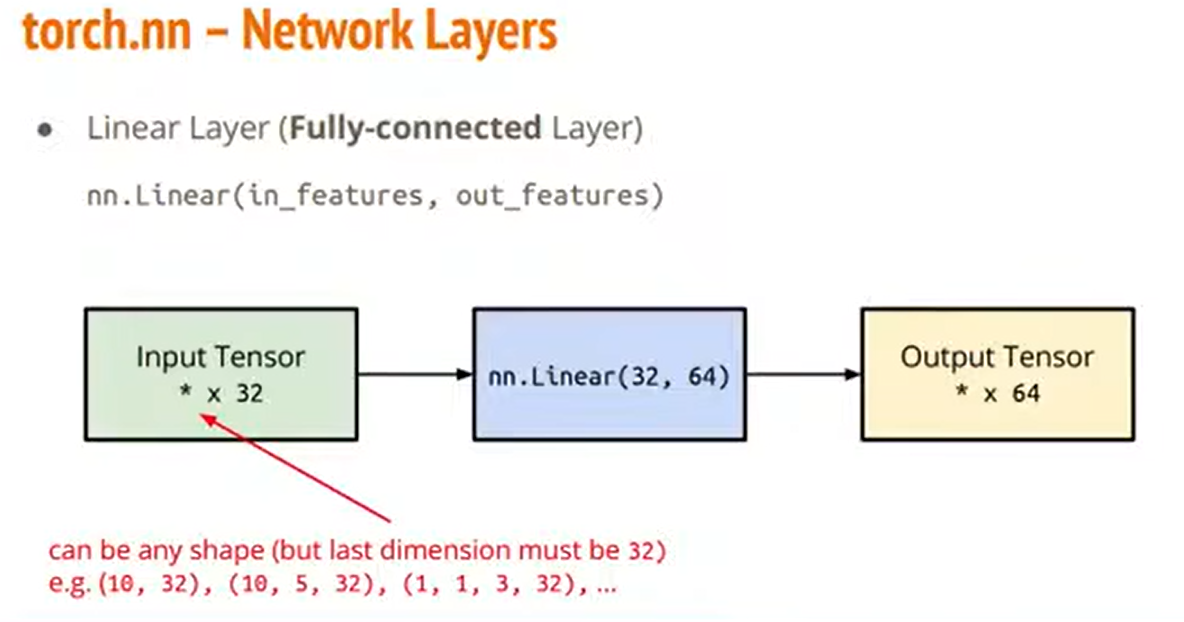 torch.nn – Network Layers
● Linear Layer (Fully-connected Layer)
nn.Linear(in_features, out_features)
Input Tensor
* x 32
nn.Linear(32, 64)
Output Tensor
* x 64
can be any shape (but last dimension must be 32)
e.g. (10, 32), (10, 5, 32), (1, 1, 3, 32), ...